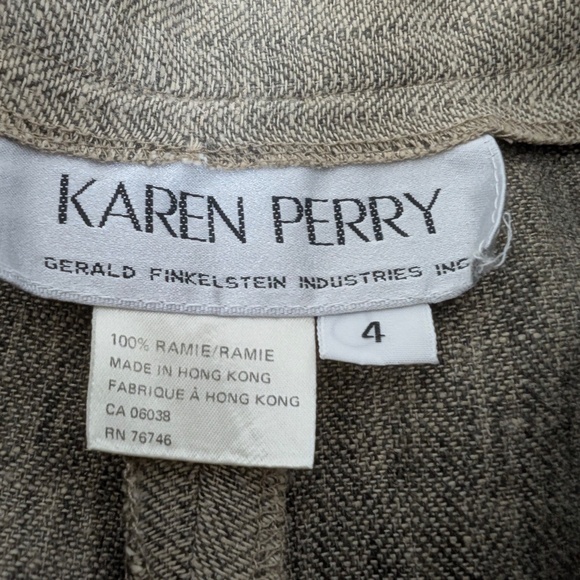 KAREN PERRY
GERALD FINKELSTEIN INDUSTRIES INC
4
100% RAMIE/RAMIE
MADE IN HONG KONG
FABRIQUE À HONG KONG
CA 06038
RN 76746